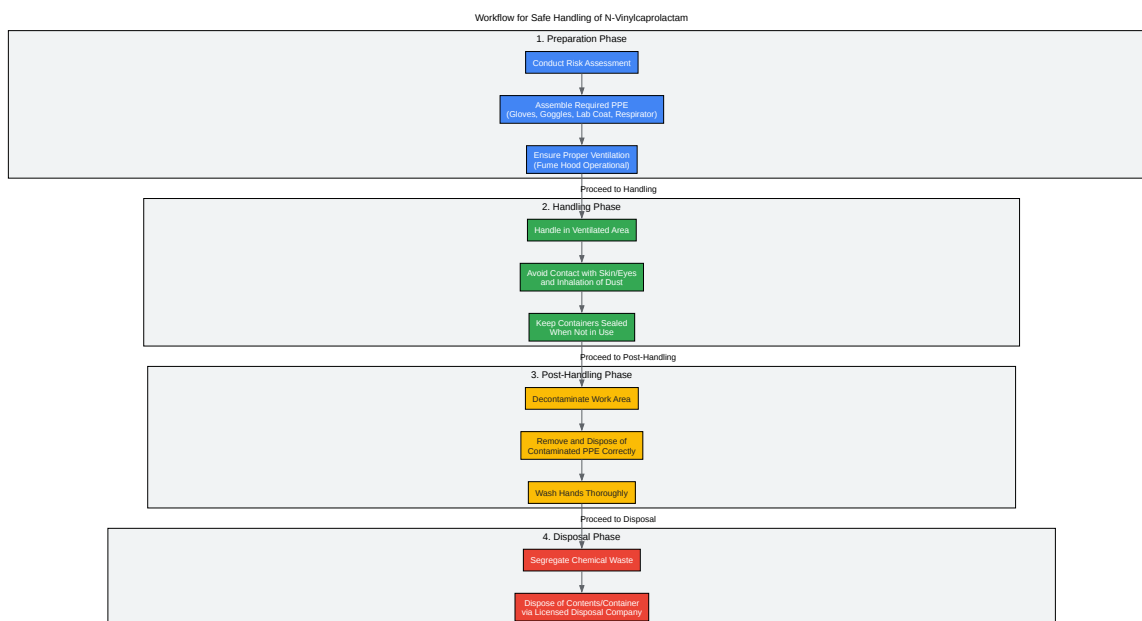 Workflow for Safe Handling of N-Vinylcaprolactam
1. Preparation Phase
Conduct Risk Assessment
Assemble Required PPE
(Gloves, Goggles, Lab Coat, Respirator)
Ensure Proper Ventilation
(Fume Hood Operational)
Proceed to Handling
2. Handling Phase
Handle in Ventilated Area
Avoid Contact with Skin/Eyes
and Inhalation of Dust
Keep Containers Sealed
When Not in Use
Proceed to Post-Handling
3. Post-Handling Phase
Decontaminate Work Area
Remove and Dispose of
Contaminated PPE Correctly
Wash Hands Thoroughly
Proceed to Disposal
4. Disposal Phase
Segregate Chemical Waste
Dispose of Contents/Container
via Licensed Disposal Company